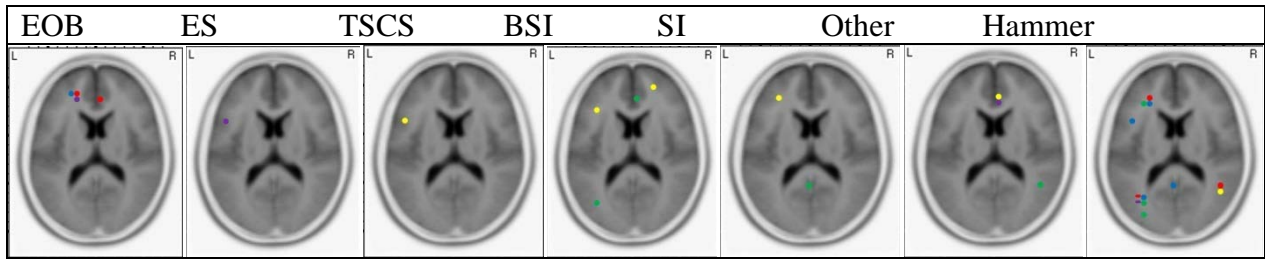 EOB ES TSCS BSI SI Other Hammer
L R L R L R L R L R L R L R